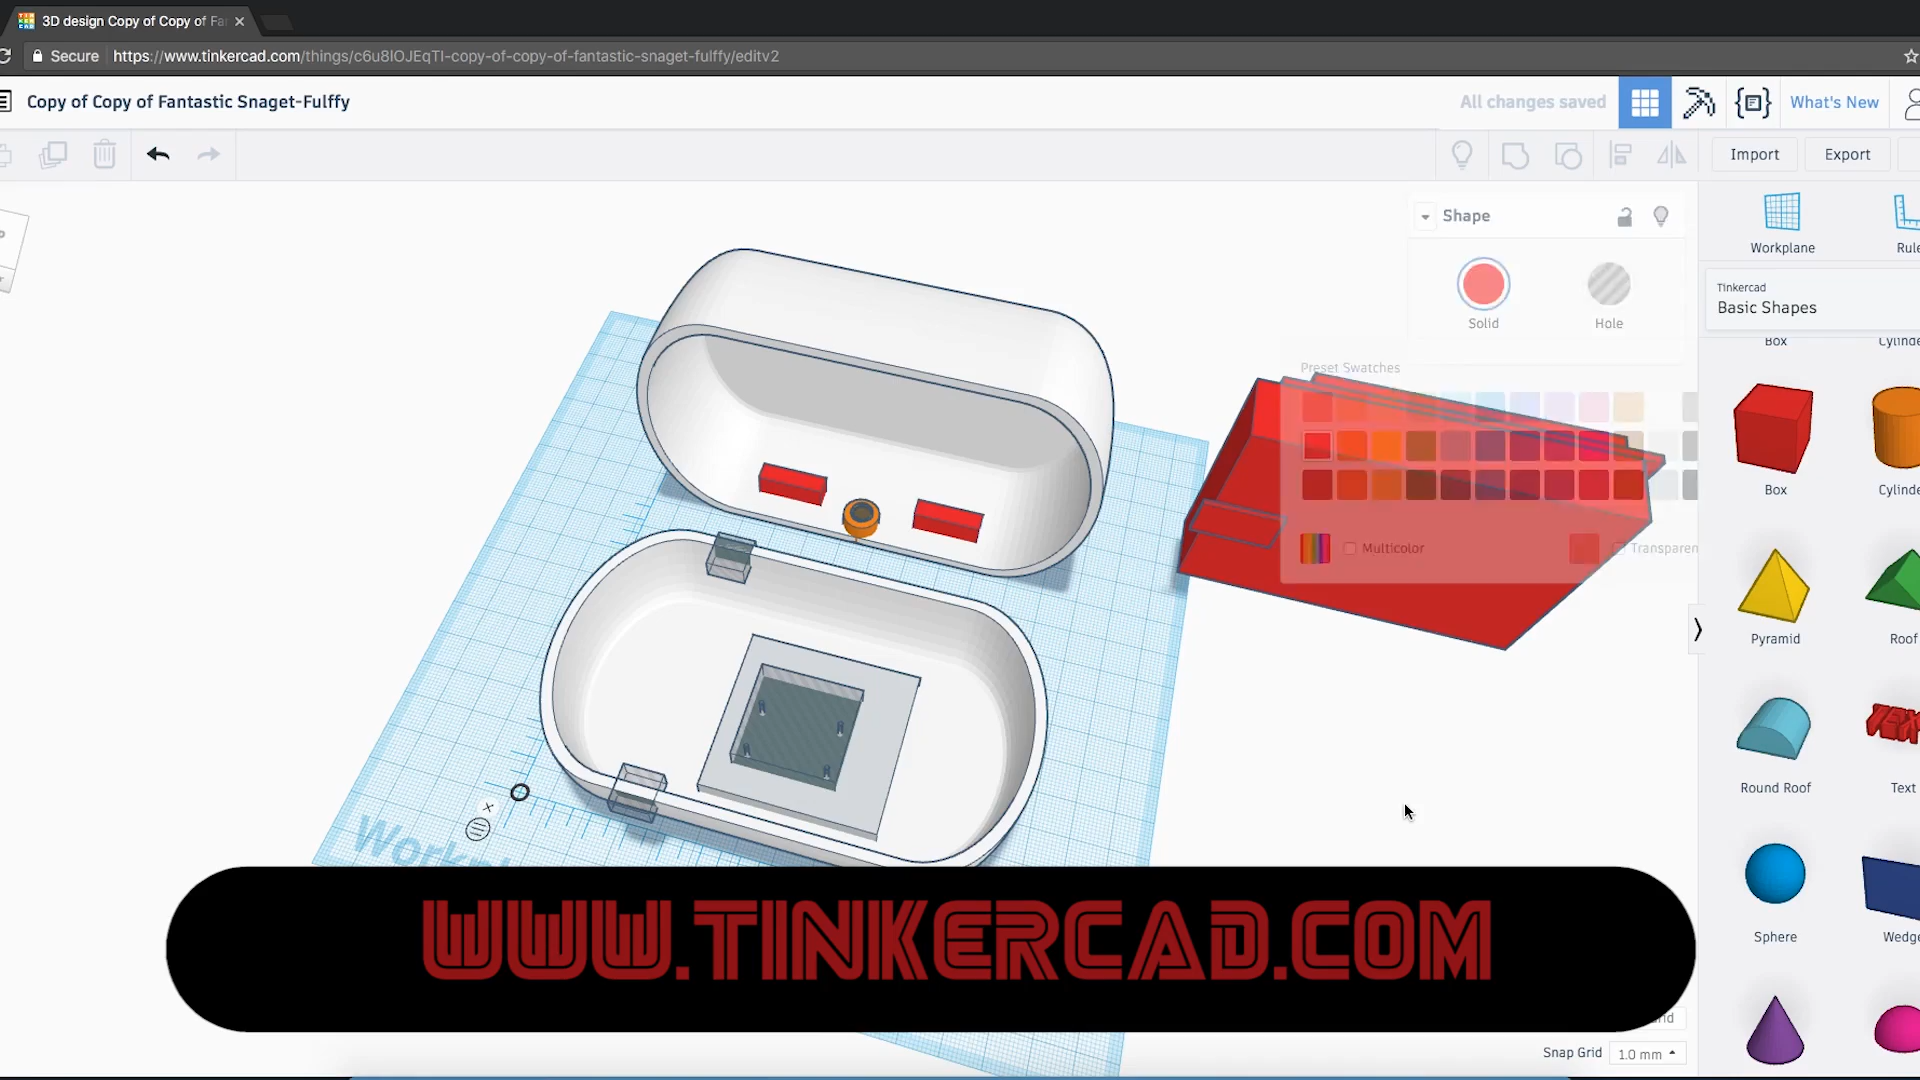 3D design Copy of Copy of Fan
Secure https://www.tinkercad.com/things/c6u8lOJEqTI-copy-of-copy-of-fantastic-snaget-fulffy/editv2
Copy of Copy of Fantastic Snaget-Fulffy
All changes saved
What's New
Import
Export
Shape
Solid
Hole
Preset Swatches
Multicolor
Transparen
Workplane
Rule
Tinkercad
Basic Shapes
Box
Cylinde
Box
Cylinde
Pyramid
Roof
Round Roof
Text
Sphere
Wedge
Workpl
WWW.TINKERCAD.COM
Snap Grid 1.0 mm